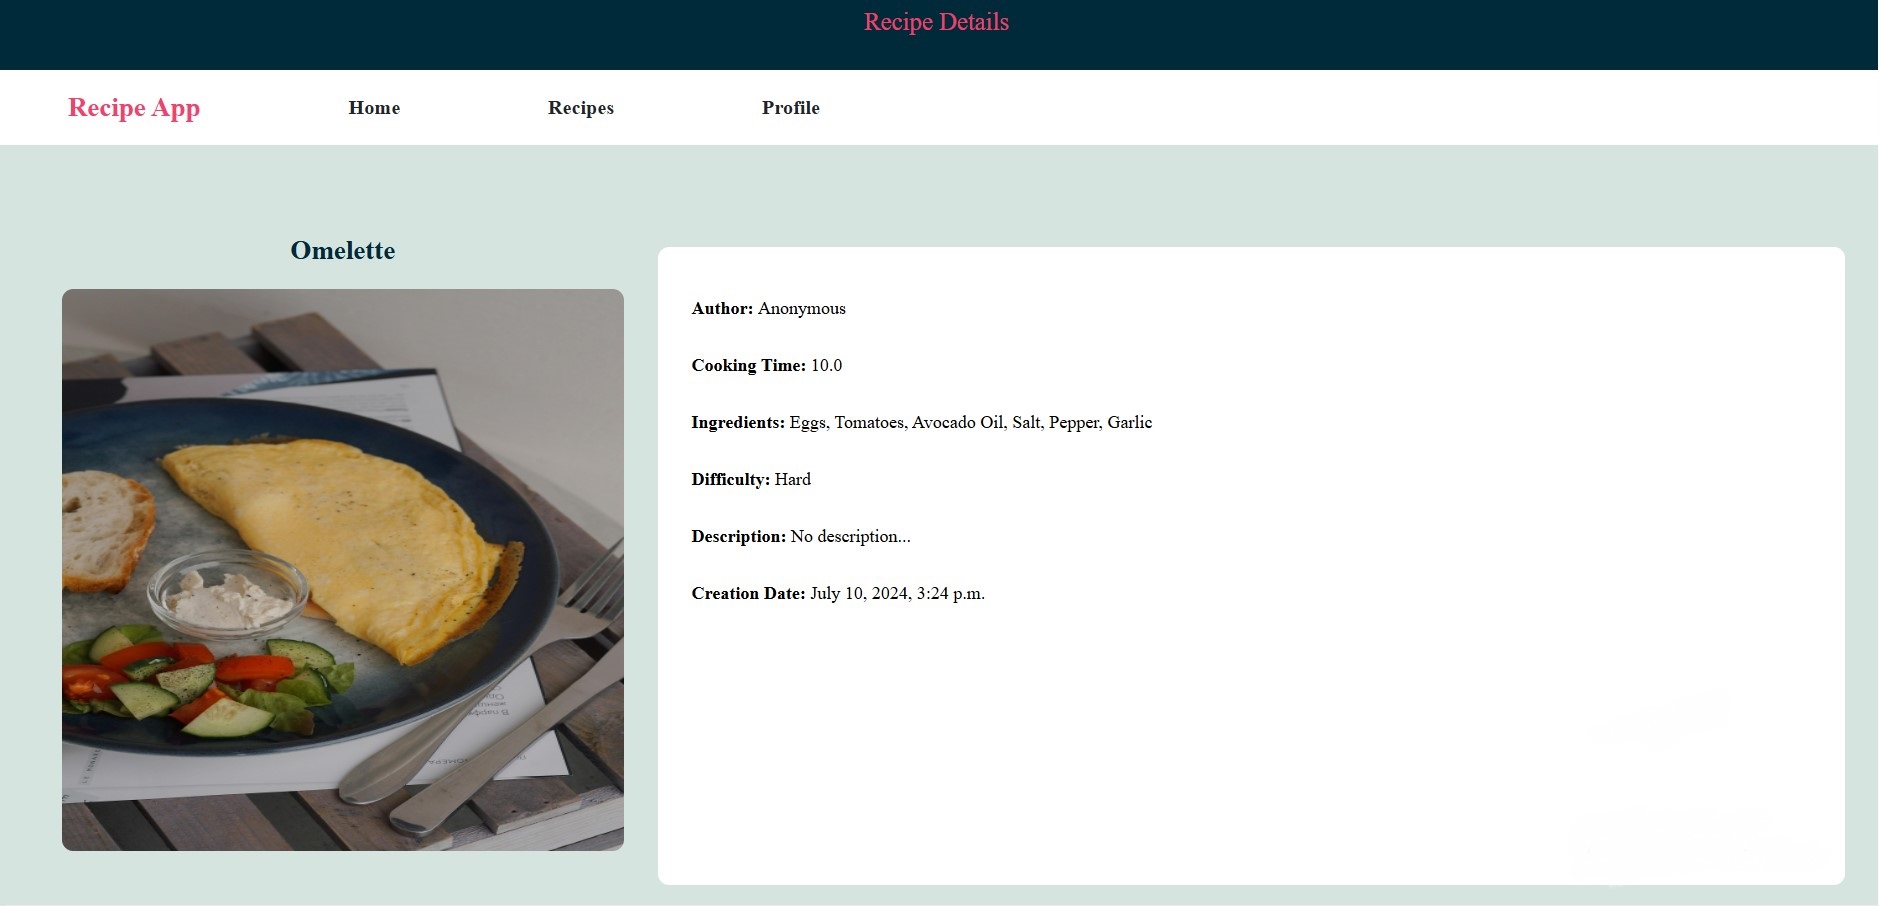 Recipe Details
Recipe App Home Recipes Profile
Omelette
Author: Anonymous
Cooking Time: 10.0
Ingredients: Eggs, Tomatoes, Avocado Oil, Salt, Pepper, Garlic
Difficulty: Hard
Description: No description...
Creation Date: July 10, 2024, 3:24 p.m.